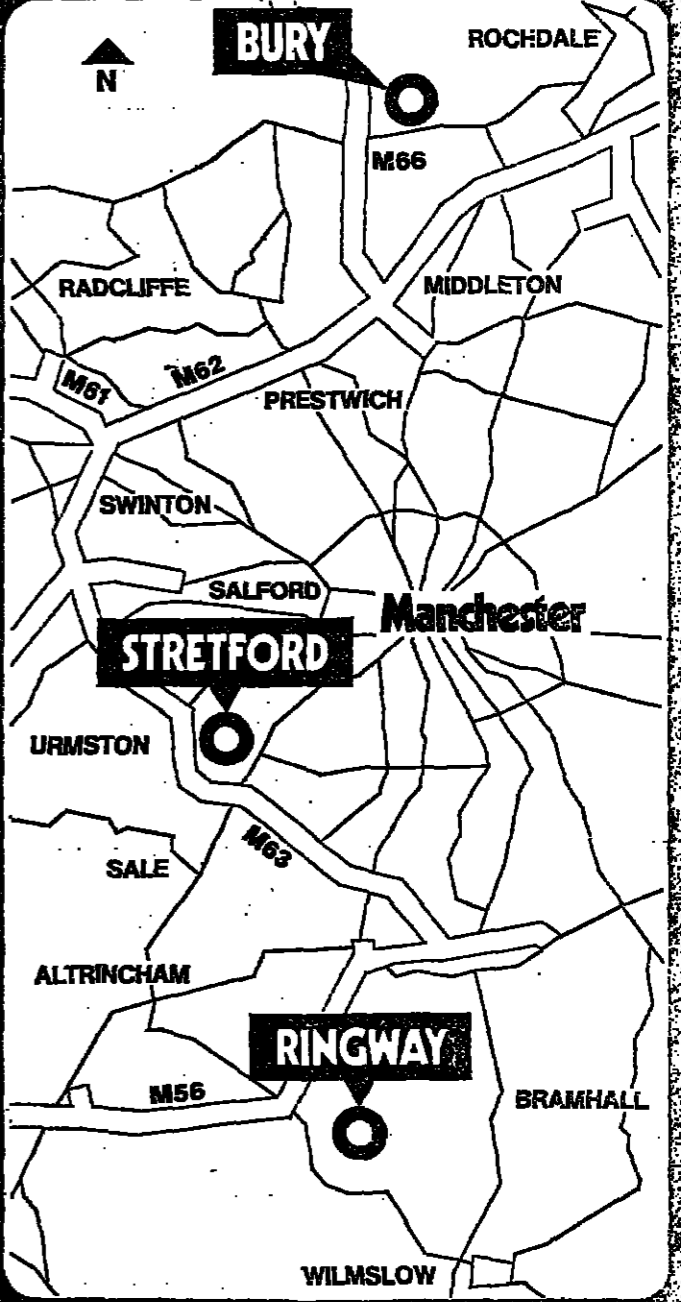 BURY
ROCHDALE
N
M66
RADCLIFFE
MIDDLETON
M61
M62
PRESTWICH
SWINTON
SALFORD
Manchester
STRETFORD
URMSTON
M63
SALE
ALTRINCHAM
RINGWAY
M56
BRAMHALL
WILMSLOW